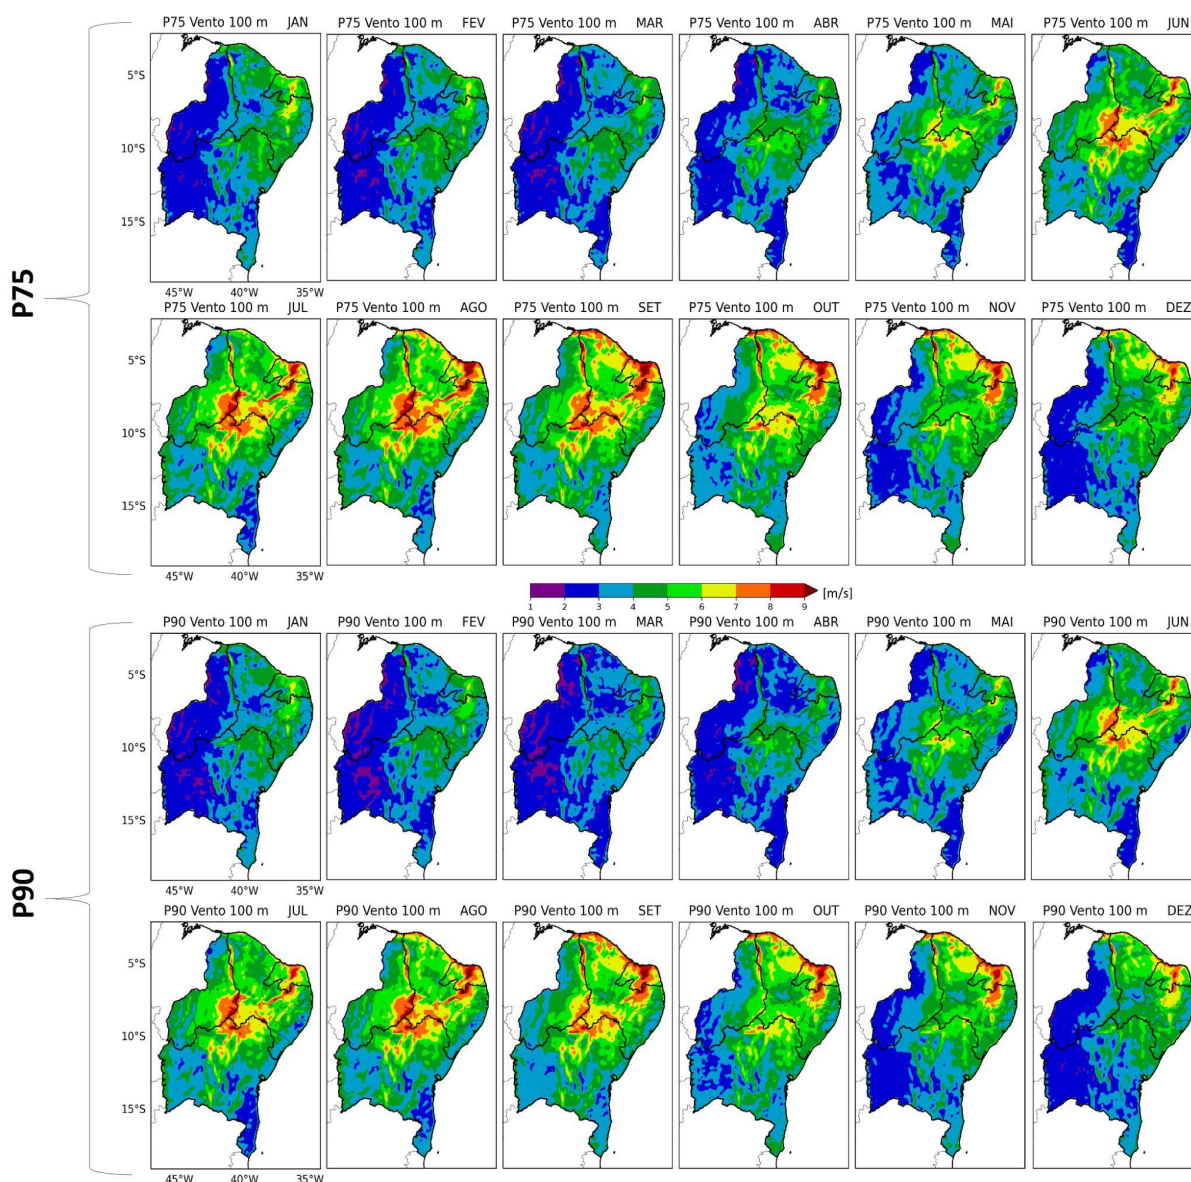 P75 Vento 100 m JAN P75 Vento 100 m FEV P75 Vento 100 m MAR P75 Vento 100 m ABR P75 Vento 100 m MAI P75 Vento 100 m JUN
5°S
10°S
15°S
45°W 40°W 35°W
P75
P75 Vento 100 m P75 Vento 100 m P75 Vento 100 m P75 Vento 100 m P75 Vento 100 m P75 Vento 100 m
JUL AGO SET OUT NOV DEZ
5°S
10°S
15°S
45°W 40°W 35°W
1 2 3 4 5 6 7 8 9 [m/s]
P90 Vento 100 m JAN P90 Vento 100 m FEV P90 Vento 100 m MAR P90 Vento 100 m ABR P90 Vento 100 m MAI P90 Vento 100 m JUN
5°S
10°S
15°S
45°W 40°W 35°W
P90
P90 Vento 100 m JUL P90 Vento 100 m AGO P90 Vento 100 m SET P90 Vento 100 m OUT P90 Vento 100 m NOV P90 Vento 100 m DEZ
5°S
10°S
15°S
45°W 40°W 35°W